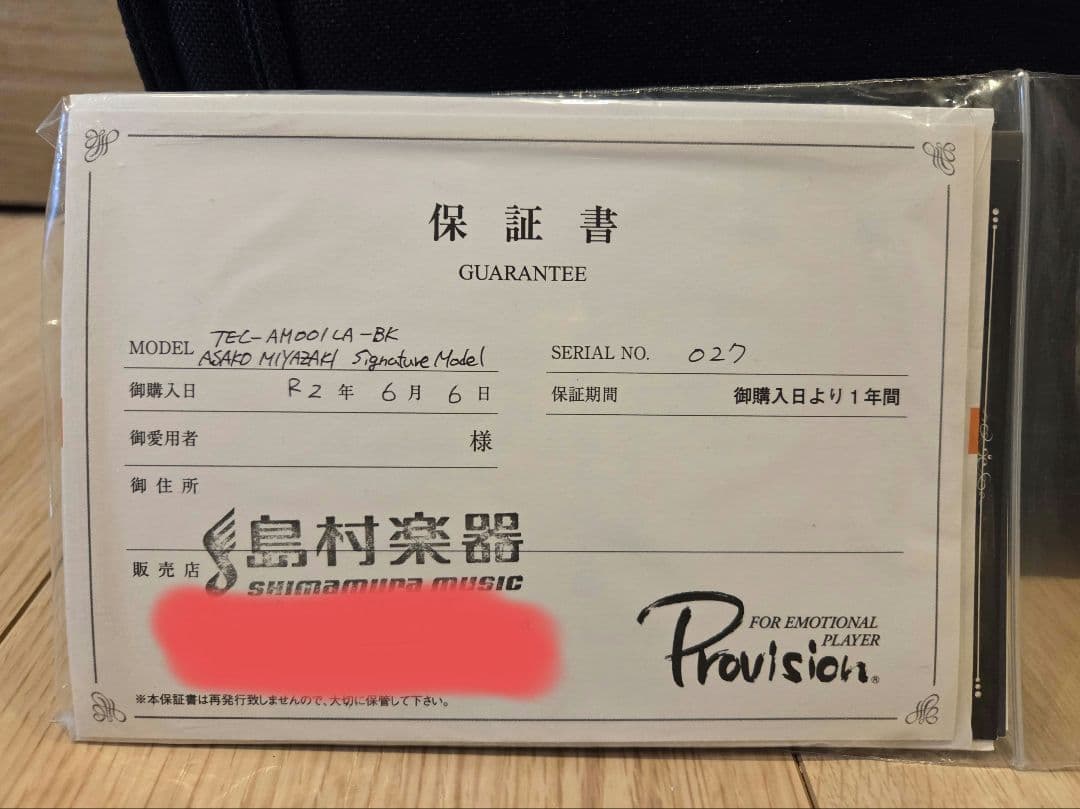 保証書
GUARANTEE
MODEL TEC-AM001LA-BK
ASAKO MIYAZAKI Signature Model
SERIAL NO. 027
御購入日 R2年 6月 6日
保証期間 御購入日より1年間
御愛用者 様
御住所
販売店 島村楽器
SHIMAMURA MUSIC
FOR EMOTIONAL
PLAYER
Provision®
※本保証書は再発行致しませんので、大切に保管して下さい。